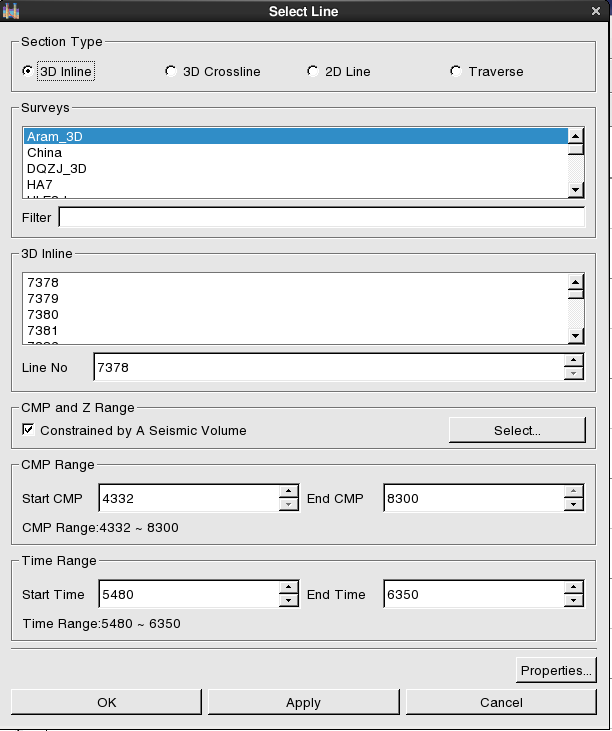 Select Line
Section Type
3D Inline 3D Crossline 2D Line Traverse
Surveys
Aram_3D
China
DQZJ_3D
HA7
Filter
3D Inline
7378
7379
7380
7381
Line No 7378
CMP and Z Range
Constrained by A Seismic Volume Select...
CMP Range
Start CMP 4332 End CMP 8300
CMP Range:4332 ~ 8300
Time Range
Start Time 5480 End Time 6350
Time Range:5480 ~ 6350
Properties...
OK Apply Cancel